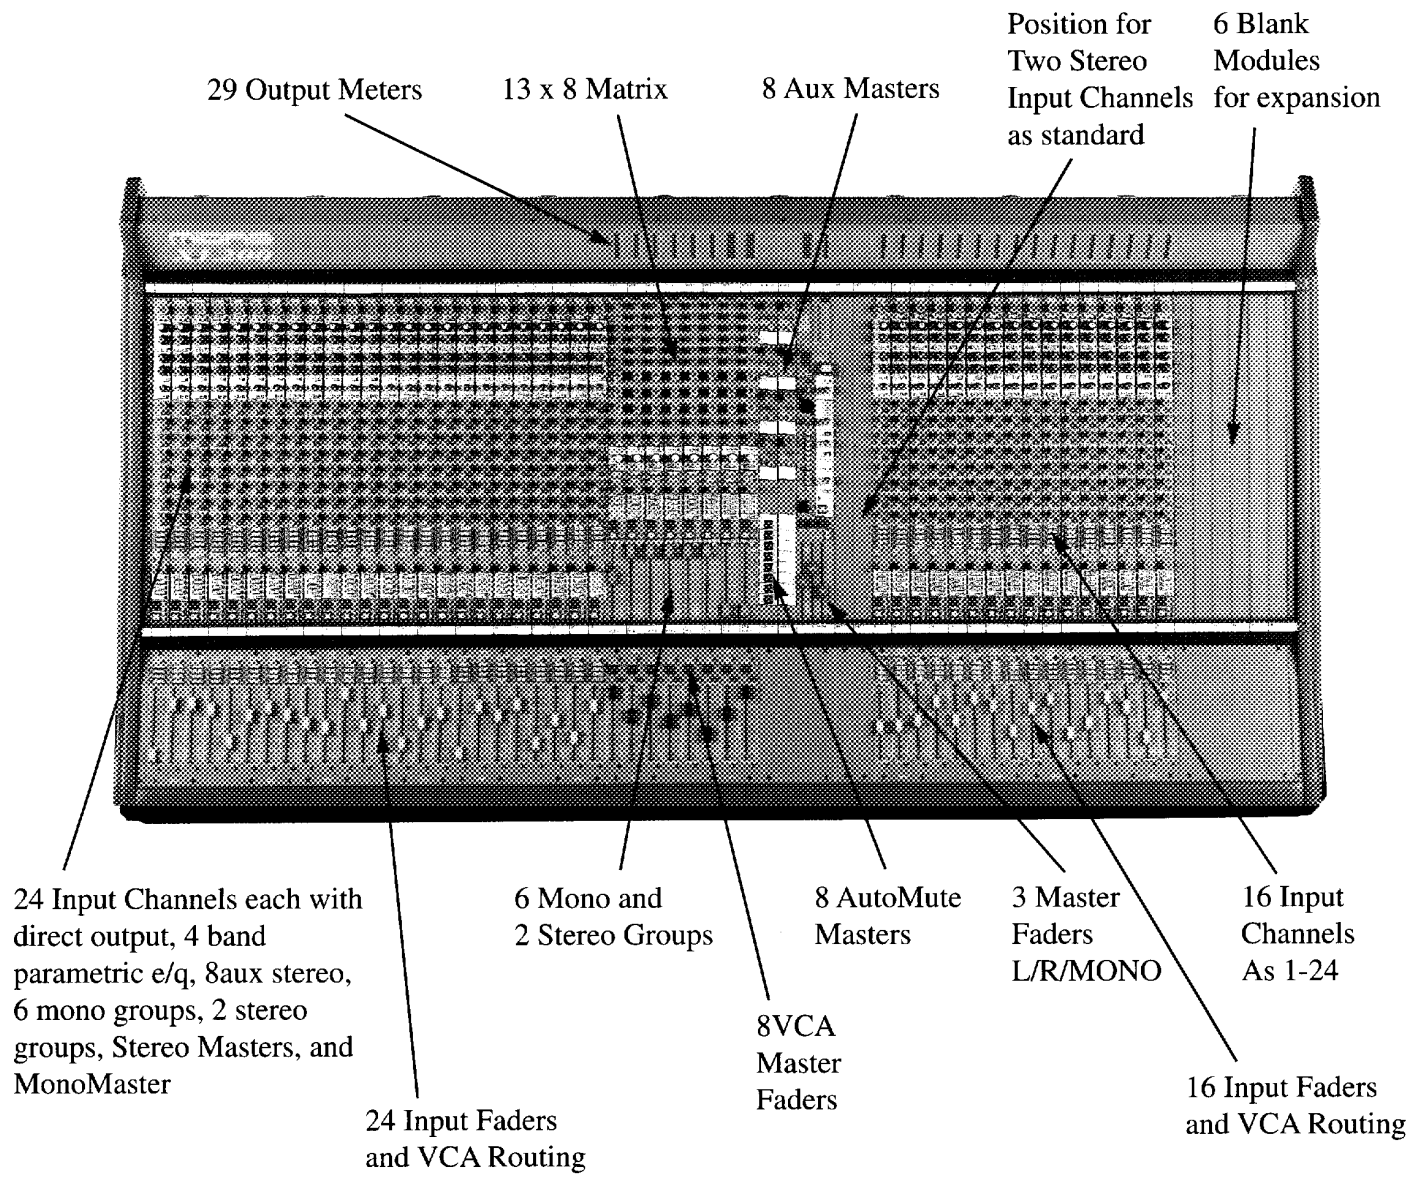 Position for
Two Stereo
Input Channels
as standard
6 Blank
Modules
for expansion
29 Output Meters
13 x 8 Matrix
8 Aux Masters
24 Input Channels each with
direct output, 4 band
parametric e/q, 8aux stereo,
6 mono groups, 2 stereo
groups, Stereo Masters, and
MonoMaster
24 Input Faders
and VCA Routing
6 Mono and
2 Stereo Groups
8VCA
Master
Faders
8 AutoMute
Masters
3 Master
Faders
L/R/MONO
16 Input
Channels
As 1-24
16 Input Faders
and VCA Routing